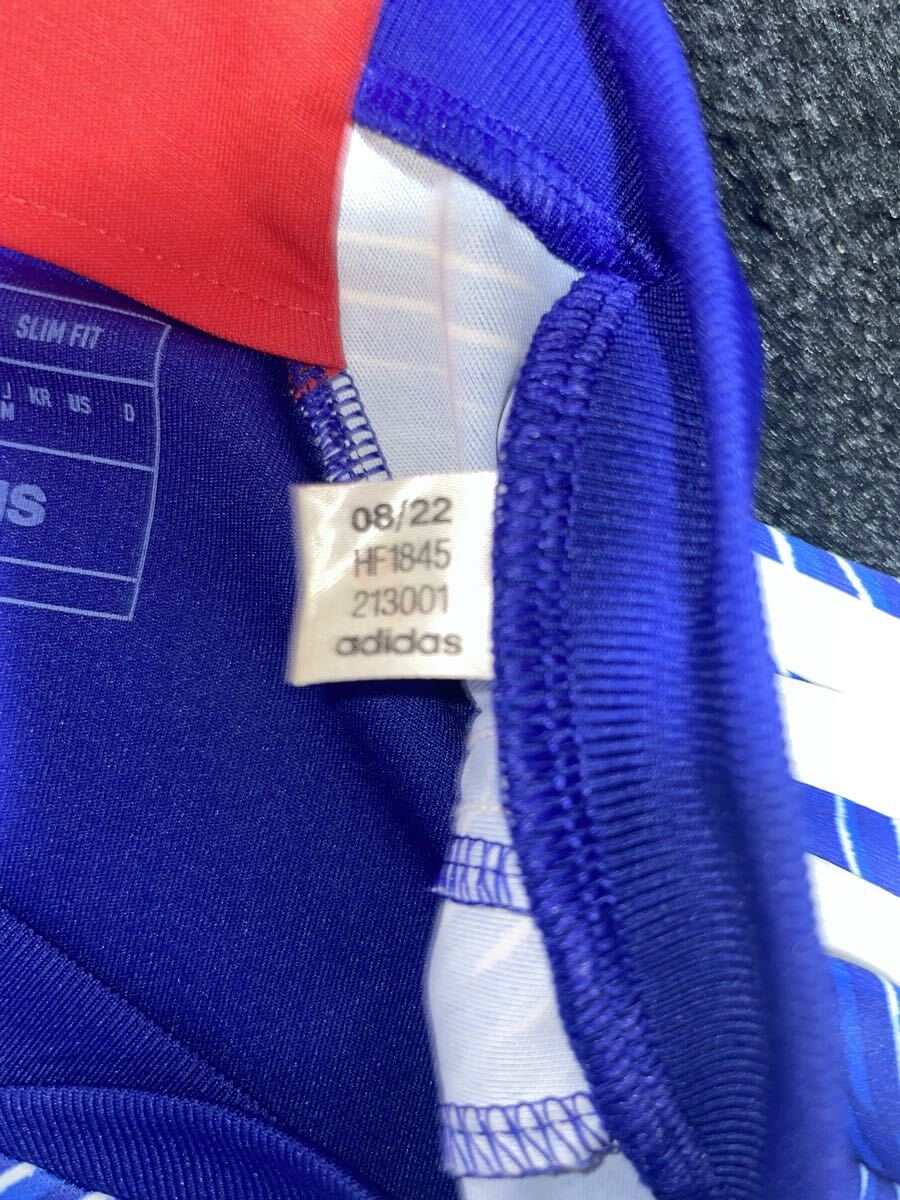 SLIM FIT
J KR US D
M
08/22
HF1845
213001
adidas